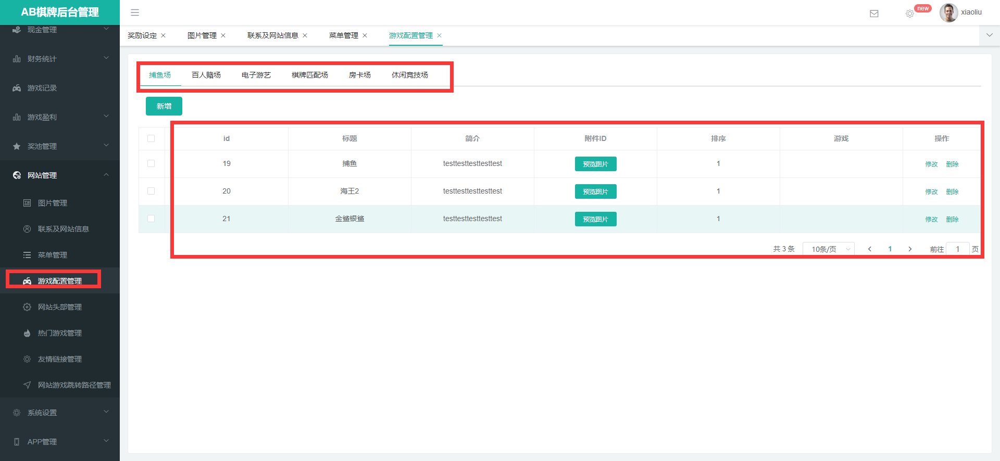 AB棋牌后台管理
new
xiaoliu
现金管理
财务统计
游戏记录
游戏盈利
奖池管理
网站管理
图片管理
联系及网站信息
菜单管理
游戏配置管理
网站头部管理
热门游戏管理
友情链接管理
网站游戏跳转路径管理
系统设置
APP管理
奖励设定 图片管理 联系及网站信息 菜单管理 游戏配置管理
捕鱼场 百人赌场 电子游艺 棋牌匹配场 房卡场 休闲竞技场
新增
id 标题 简介 附件ID 排序 游戏 操作
19 捕鱼 testtesttesttesttest 预览图片 1 修改 删除
20 海王2 testtesttesttesttest 预览图片 1 修改 删除
21 金鲨银鲨 testtesttesttesttest 预览图片 1 修改 删除
共 3 条 10条/页 1 前往 1 页